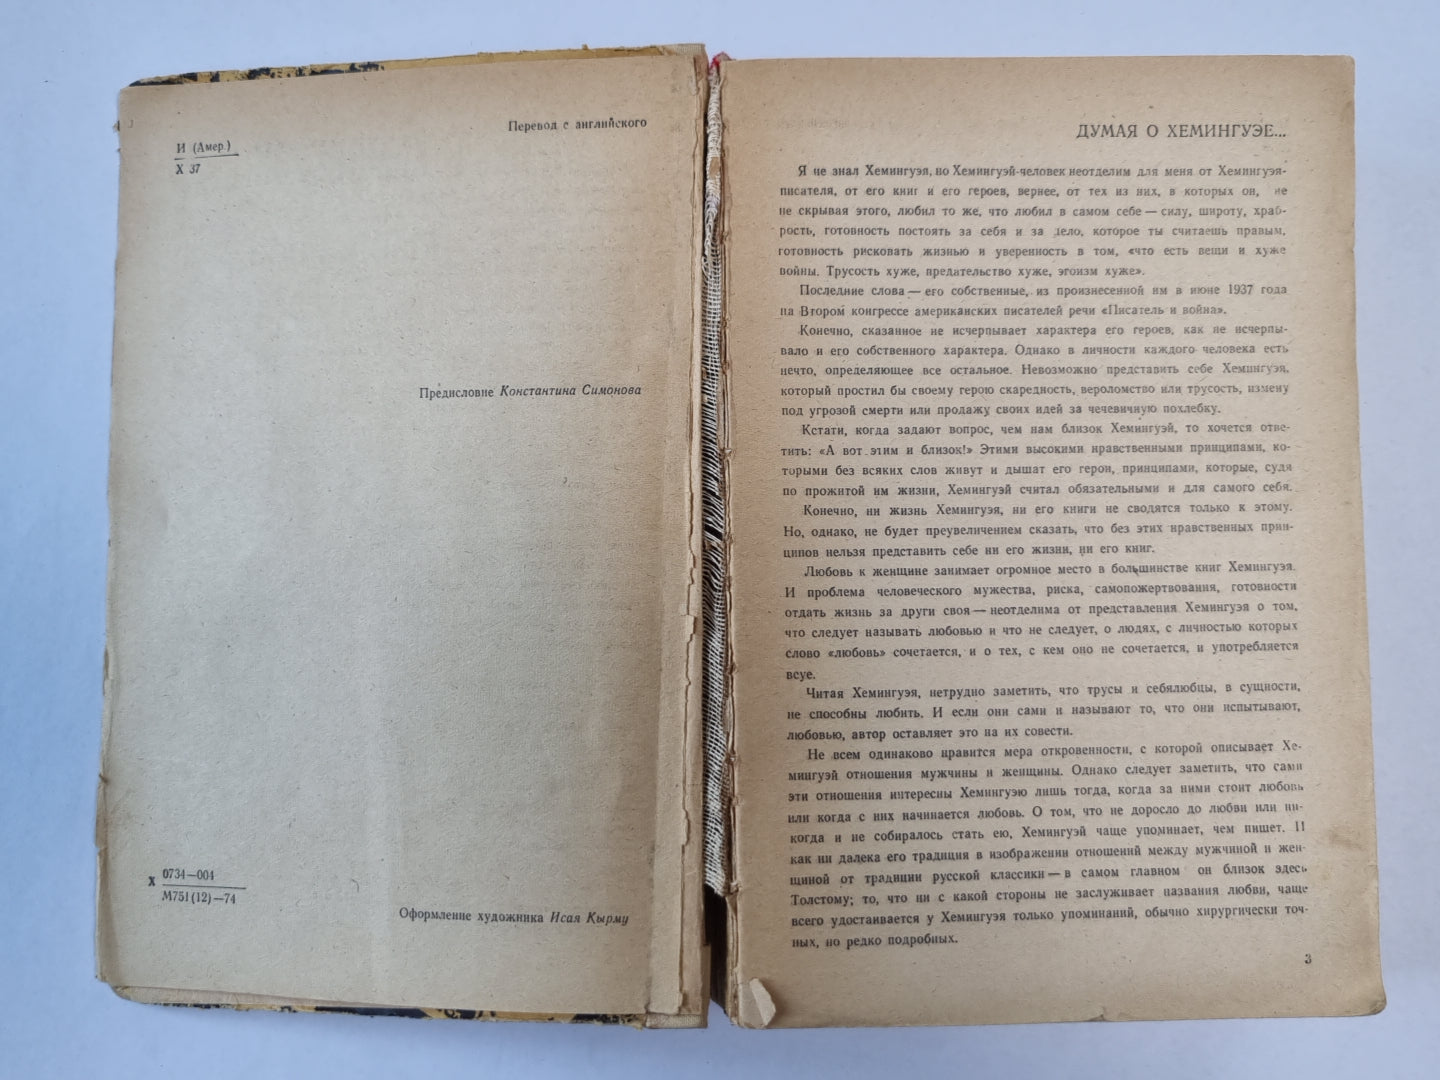 Перевод с английского
И (Амер.)
Х 37
Предисловие Константина Симонова
Х 0734—004
М751(12)—74
Оформление художника Исая Кырму
ДУМАЯ О ХЕМИНГУЭЕ...
Я не знал Хемингуэя, но Хемингуэй-человек неотделим для меня от Хемингуэя-
писателя, от его книг и его героев, вернее, от тех из них, в которых он, не
не скрывая этого, любил то же, что любил в самом себе — силу, широту, храб-
рость, готовность постоять за себя и за дело, которое ты считаешь правым,
готовность рисковать жизнью и уверенность в том, «что есть вещи и хуже
войны. Трусость хуже, предательство хуже, эгоизм хуже».
Последние слова — его собственные, из произнесенной им в июне 1937 года
на Втором конгрессе американских писателей речи «Писатель и война».
Конечно, сказанное не исчерпывает характера его героев, как не исчерпы-
вало и его собственного характера. Однако в личности каждого человека есть
нечто, определяющее все остальное. Невозможно представить себе Хемингуэя,
который простил бы своему герою скаредность, вероломство или трусость, измену
под угрозой смерти или продажу своих идей за чечевичную похлебку.
Кстати, когда задают вопрос, чем нам близок Хемингуэй, то хочется отве-
тить: «А вот этим и близок!» Этими высокими нравственными принципами, ко-
торыми без всяких слов живут и дышат его герои, принципами, которые, судя
по прожитой им жизни, Хемингуэй считал обязательными и для самого себя.
Конечно, ни жизнь Хемингуэя, ни его книги не сводятся только к этому.
Но, однако, не будет преувеличением сказать, что без этих нравственных прин-
ципов нельзя представить себе ни его жизни, ни его книг.
Любовь к женщине занимает огромное место в большинстве книг Хемингуэя.
И проблема человеческого мужества, риска, самопожертвования, готовности
отдать жизнь за други своя — неотделима от представления Хемингуэя о том,
что следует называть любовью и что не следует, о людях, с личностью которых
слово «любовь» сочетается, и о тех, с кем оно не сочетается, и употребляется
всуе.
Читая Хемингуэя, нетрудно заметить, что трусы и себялюбцы, в сущности,
не способны любить. И если они сами и называют то, что они испытывают,
любовью, автор оставляет это на их совести.
Не всем одинаково нравится мера откровенности, с которой описывает Хе-
мингуэй отношения мужчины и женщины. Однако следует заметить, что сами
эти отношения интересны Хемингуэю лишь тогда, когда за ними стоит любовь
или когда с них начинается любовь. О том, что не доросло до любви или ни-
когда и не собиралось стать ею, Хемингуэй чаще упоминает, чем пишет. И
как ни далека его традиция в изображении отношений между мужчиной и жен-
щиной от традиции русской классики — в самом главном он близок здесь
Толстому; то, что ни с какой стороны не заслуживает названия любви, чаще
всего удостаивается у Хемингуэя только упоминаний, обычно хирургически точ-
ных, но редко подробных.
3